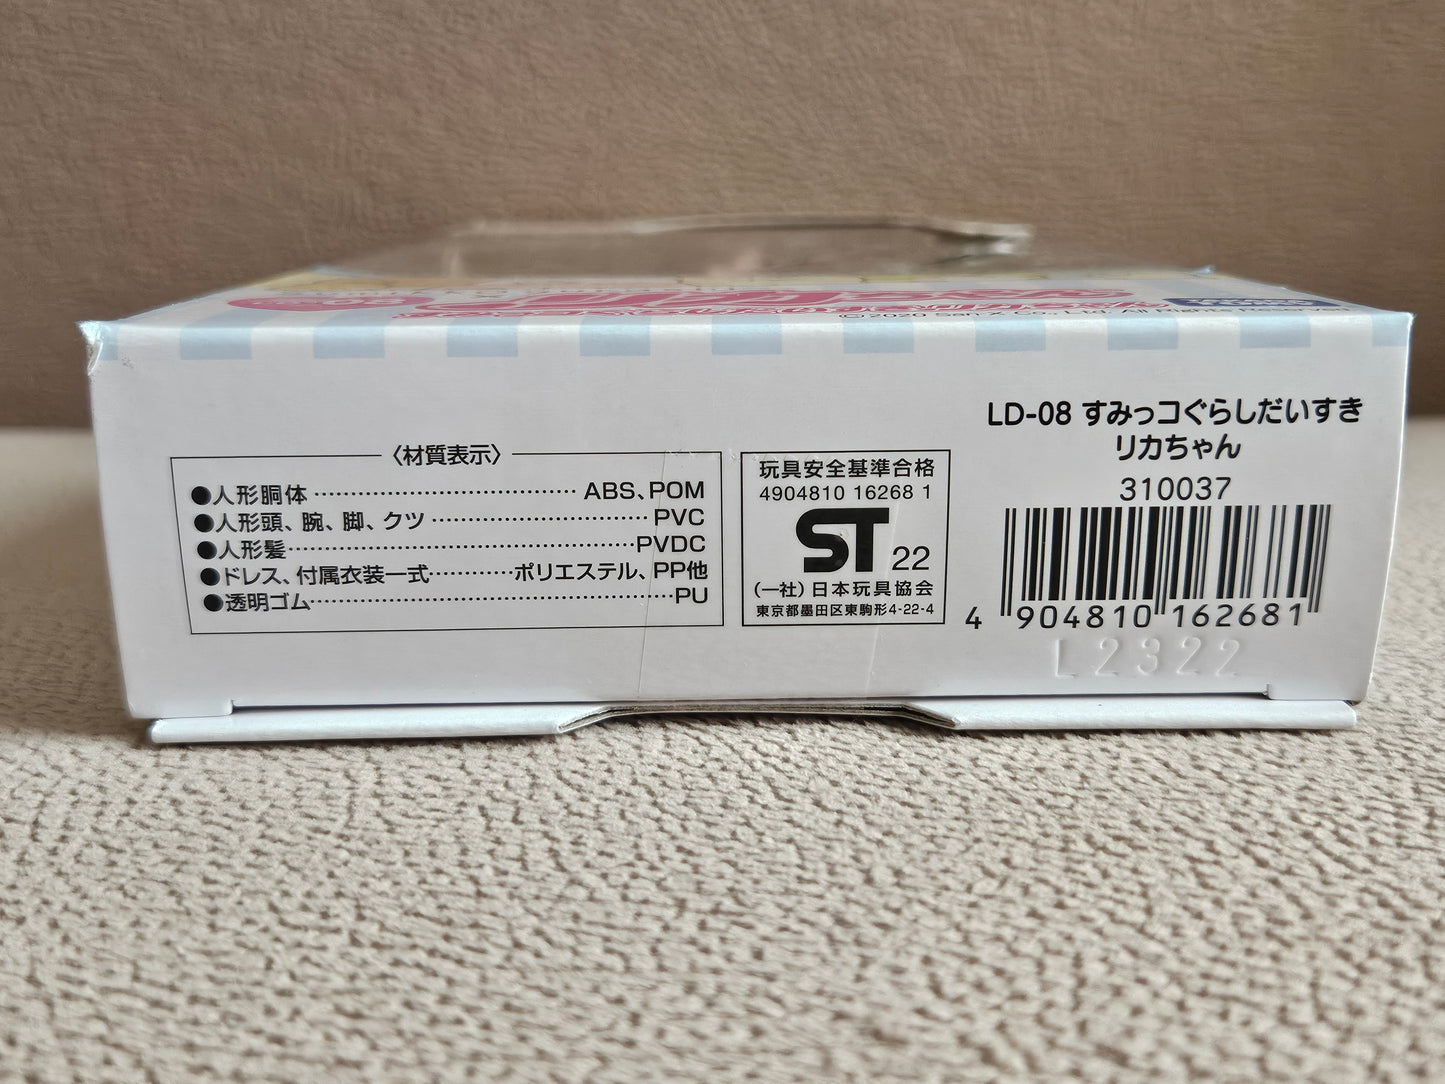 ©2020 San-X Co., Ltd. All Rights Reserved.
LD-08 すみっコぐらしだいすき
リカちゃん
310037
4 904810 162681
L2322
〈材質表示〉
●人形胴体 ABS、POM
●人形頭、腕、脚、クツ PVC
●人形髪 PVDC
●ドレス、付属衣装一式 ポリエステル、PP他
●透明ゴム PU
玩具安全基準合格
4904810 16268 1
ST 22
(一社)日本玩具協会
東京都墨田区東駒形4-22-4